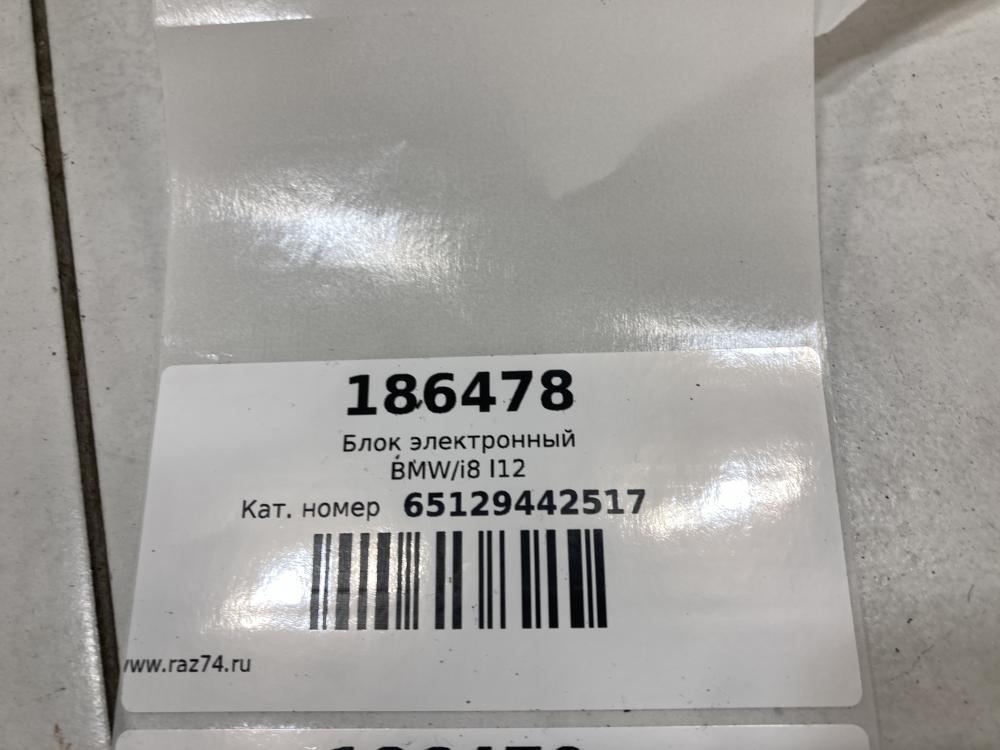 186478
Блок электронный
BMW/i8 I12
Кат. номер 65129442517
www.raz74.ru